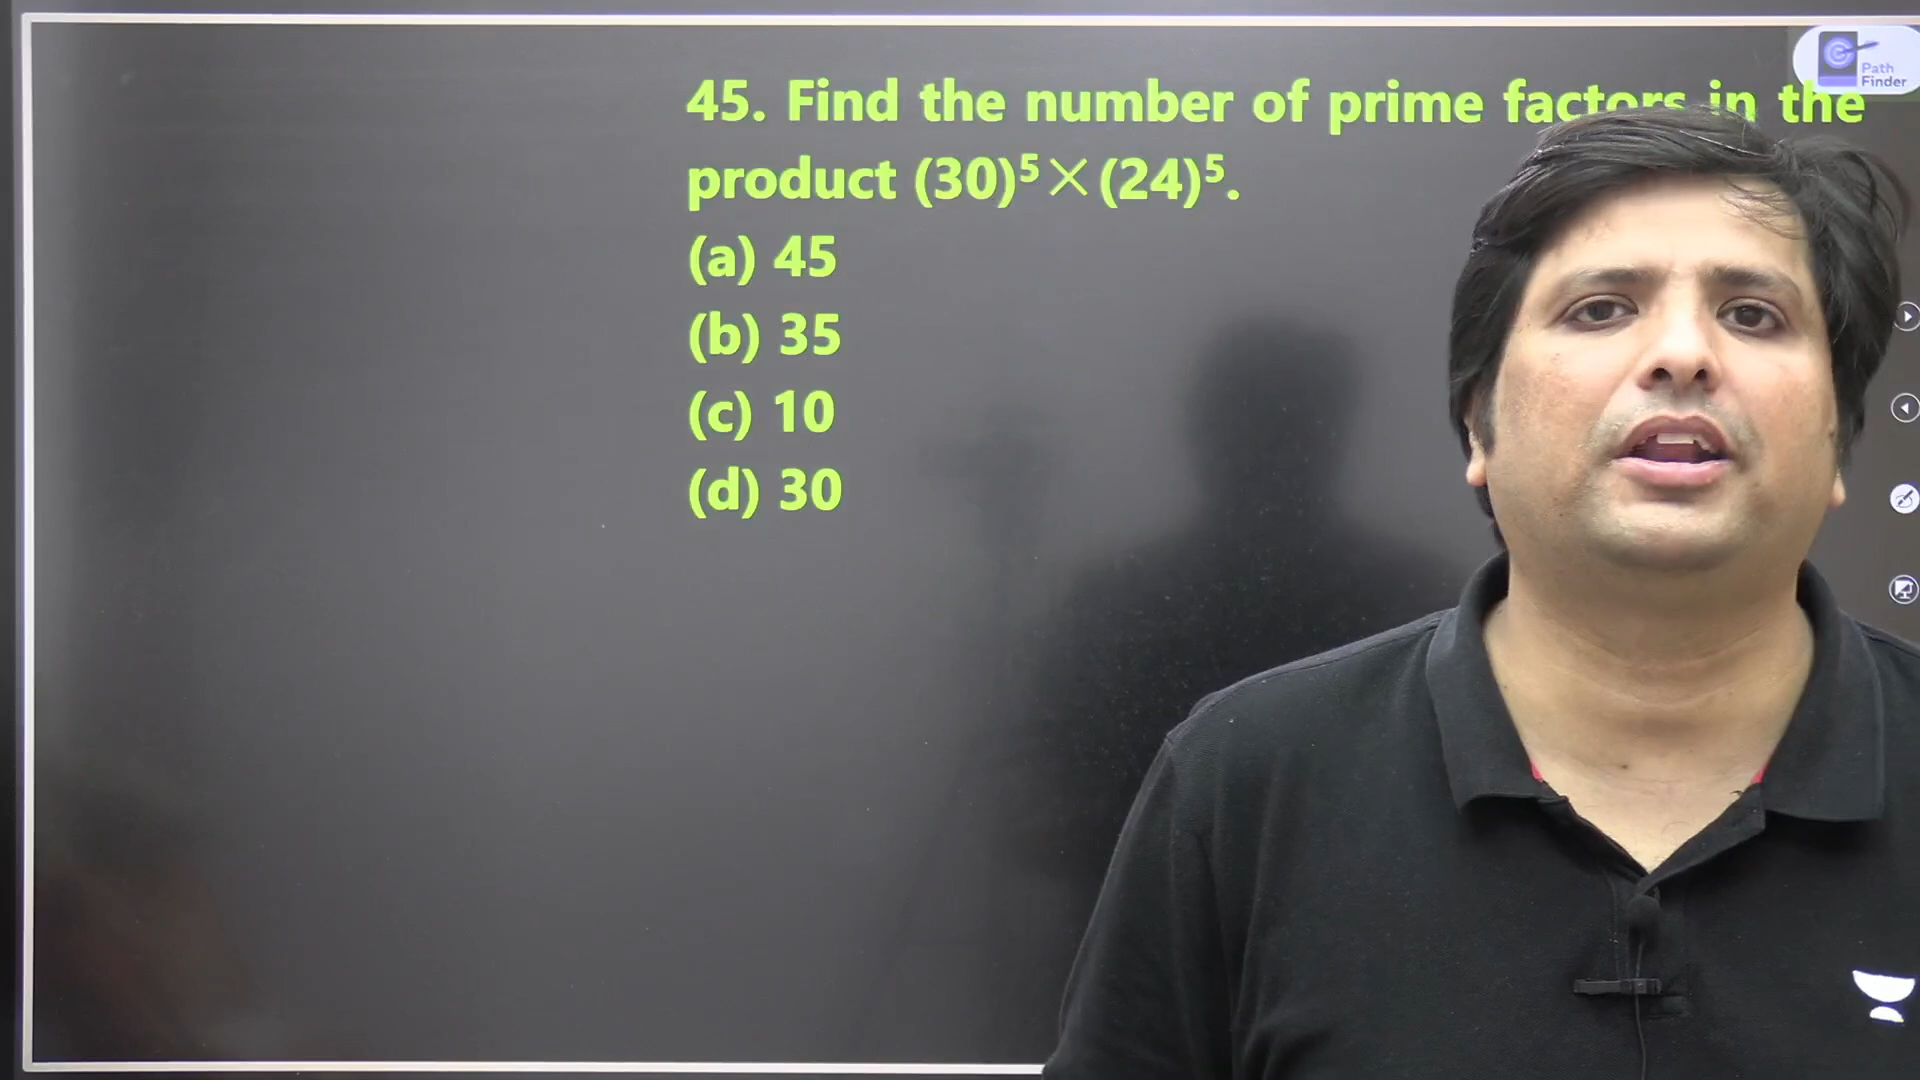 Path
Finder
45. Find the number of prime factors in the
product (30)⁵×(24)⁵.
(a) 45
(b) 35
(c) 10
(d) 30